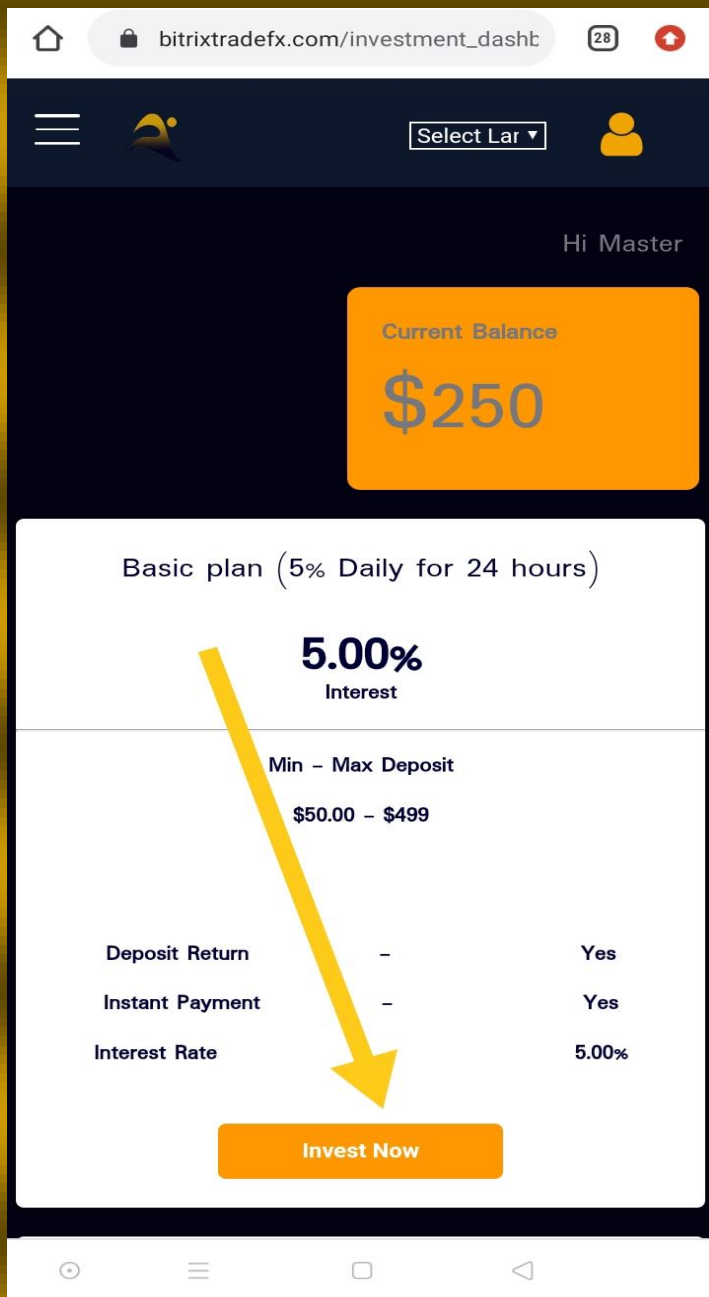 bitrixtradefx.com/investment_dashb
28
Select Lar
Hi Master
Current Balance
$250
Basic plan (5% Daily for 24 hours)
5.00%
Interest
Min – Max Deposit
$50.00 – $499
Deposit Return – Yes
Instant Payment – Yes
Interest Rate 5.00%
Invest Now